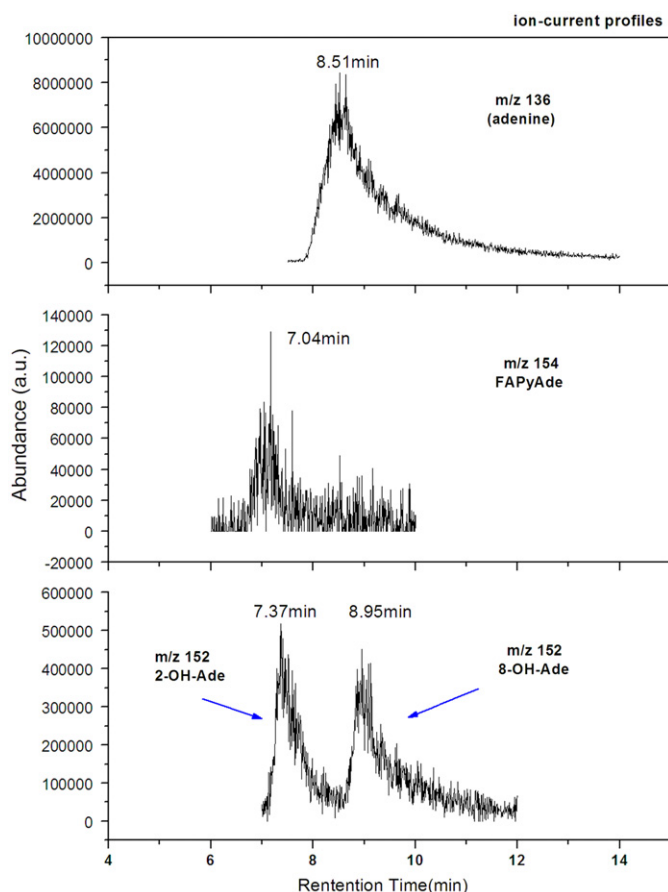 ion-current profiles
10000000
8000000
6000000
4000000
2000000
0
8.51min
m/z 136
(adenine)
140000
120000
100000
80000
60000
40000
20000
0
-20000
7.04min
m/z 154
FAPyAde
Abundance (a.u.)
600000
500000
400000
300000
200000
100000
0
7.37min
8.95min
m/z 152
2-OH-Ade
m/z 152
8-OH-Ade
4 6 8 10 12 14
Rentention Time(min)